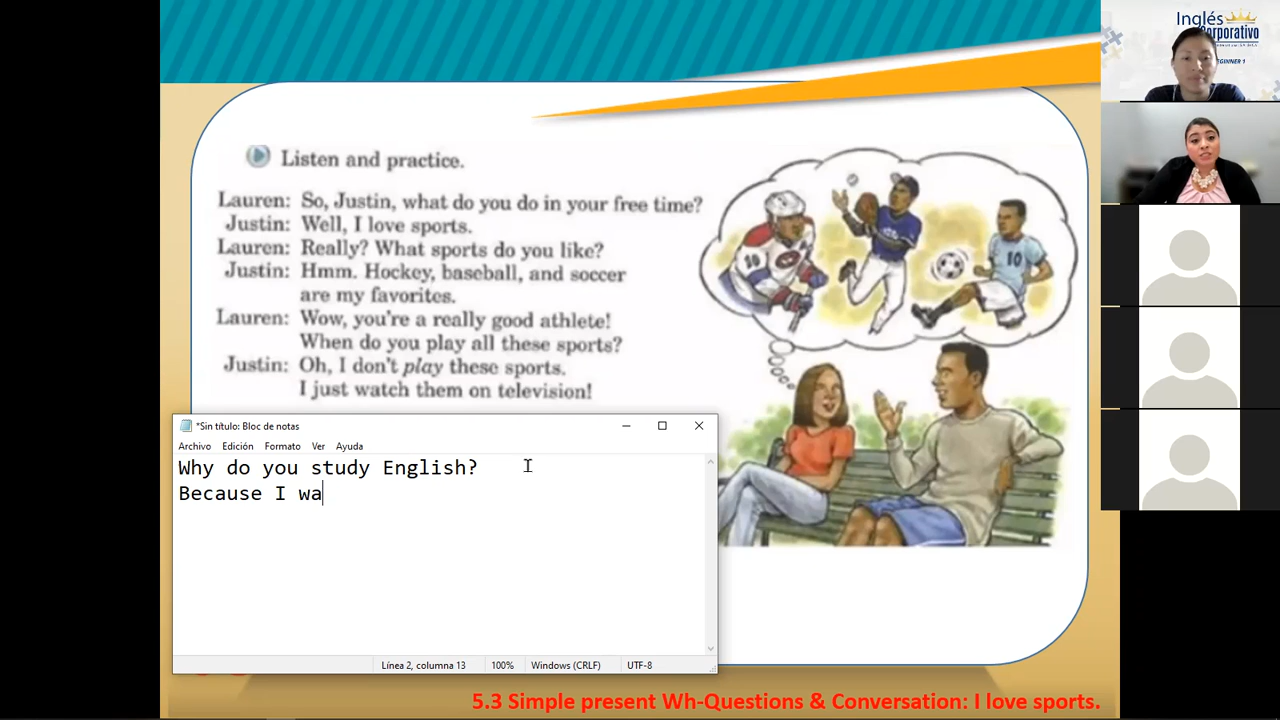 Inglés
Corporativo
BEGINNER 1
Listen and practice.
Lauren: So, Justin, what do you do in your free time?
Justin: Well, I love sports.
Lauren: Really? What sports do you like?
Justin: Hmm. Hockey, baseball, and soccer
are my favorites.
Lauren: Wow, you're a really good athlete!
When do you play all these sports?
Justin: Oh, I don't play these sports.
I just watch them on television!
10
10
*Sin título: Bloc de notas
Archivo Edición Formato Ver Ayuda
Why do you study English?
Because I wa
Línea 2, columna 13 100% Windows (CRLF) UTF-8
5.3 Simple present Wh-Questions & Conversation: I love sports.